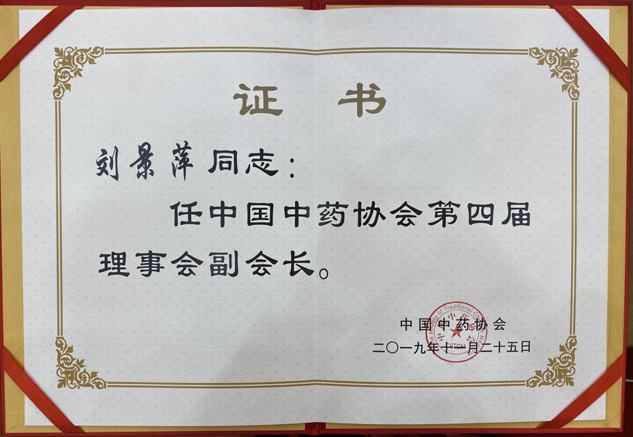 证书
刘景萍同志：
任中国中药协会第四届
理事会副会长。
中国中药协会
二〇一九年十一月二十五日